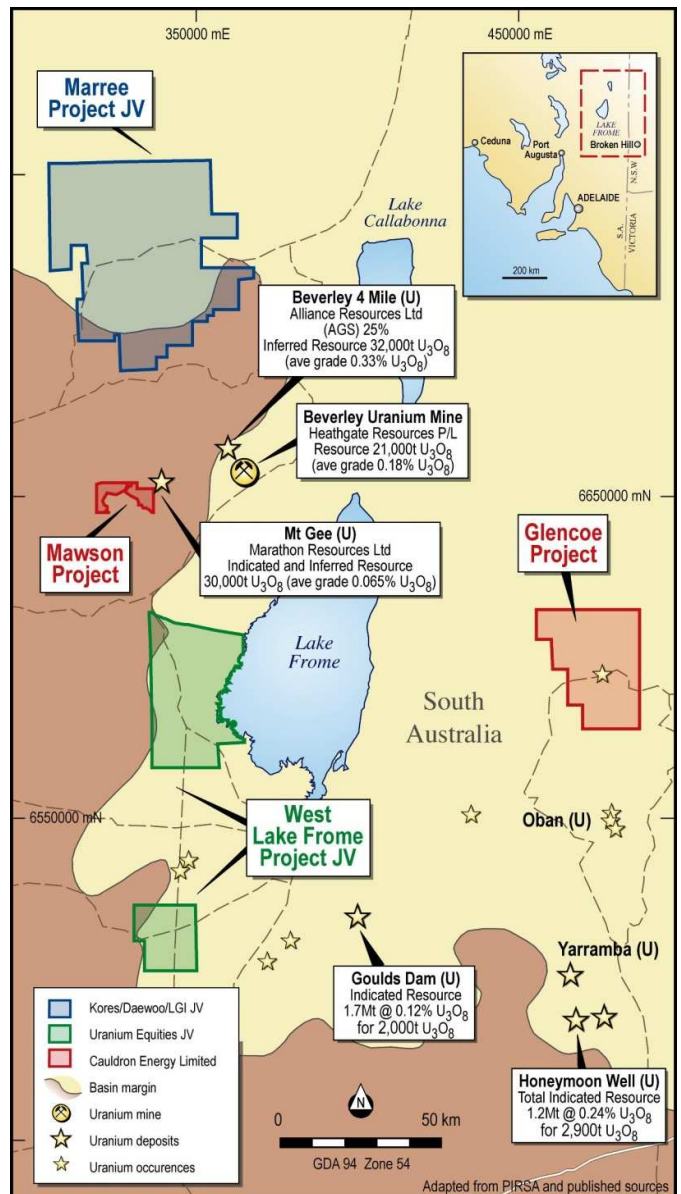 350000 mE
450000 mE
Marree
Project JV
Lake
Callabonna
LAKE
FROME
Ceduna
Port
Augusta
Broken Hill
ADELAIDE
N.S.W
S.A.
VICTORIA
200 km
Beverley 4 Mile (U)
Alliance Resources Ltd
(AGS) 25%
Inferred Resource 32,000t U₃O₈
(ave grade 0.33% U₃O₈)
Beverley Uranium Mine
Heathgate Resources P/L
Resource 21,000t U₃O₈
(ave grade 0.18% U₃O₈)
6650000 mN
Mawson
Project
Mt Gee (U)
Marathon Resources Ltd
Indicated and Inferred Resource
30,000t U₃O₈ (ave grade 0.065% U₃O₈)
Glencoe
Project
Lake
Frome
South
Australia
West
Lake Frome
Project JV
6550000 mN
Oban (U)
Yarramba (U)
Goulds Dam (U)
Indicated Resource
1.7Mt @ 0.12% U₃O₈
for 2,000t U₃O₈
Honeymoon Well (U)
Total Indicated Resource
1.2Mt @ 0.24% U₃O₈
for 2,900t U₃O₈
Kores/Daewoo/LGI JV
Uranium Equities JV
Cauldron Energy Limited
Basin margin
Uranium mine
Uranium deposits
Uranium occurences
N
0
50 km
GDA 94 Zone 54
Adapted from PIRSA and published sources